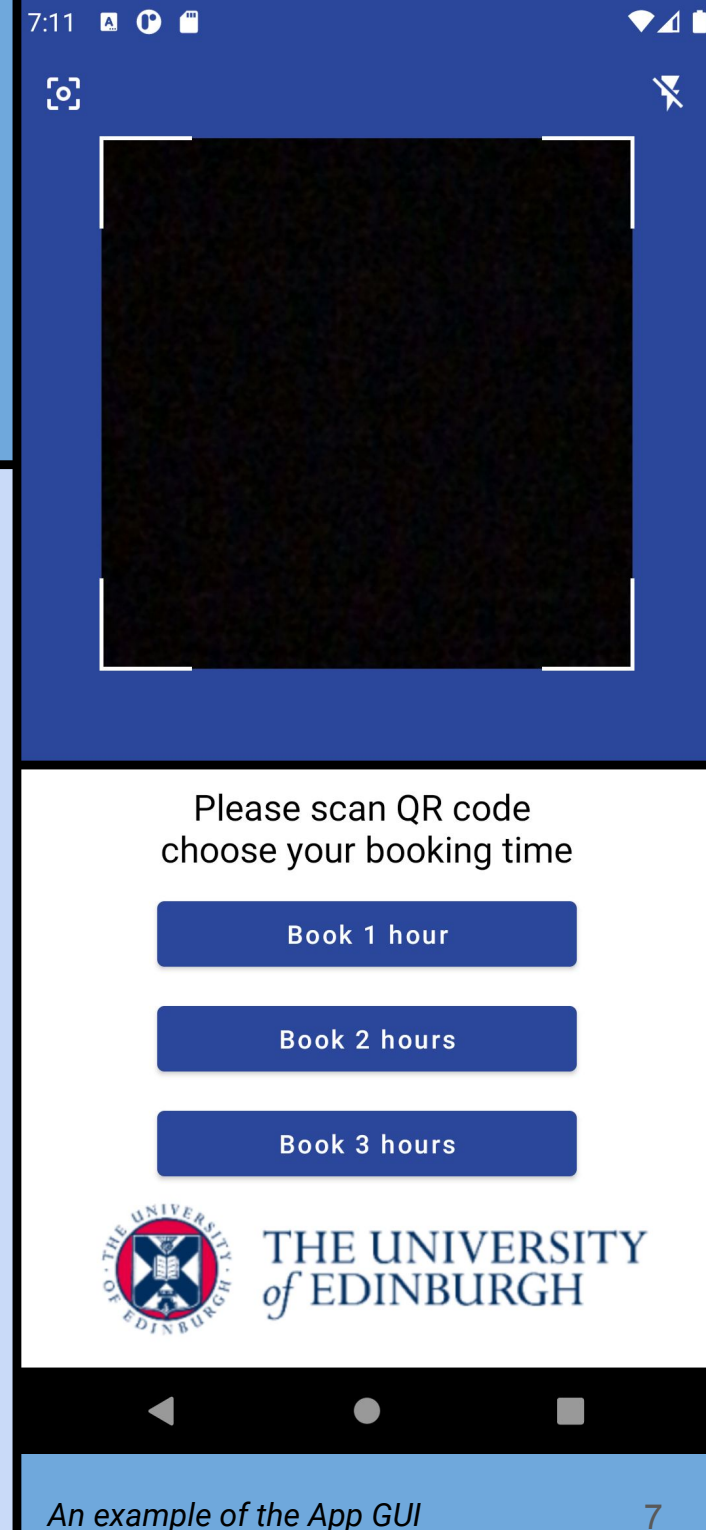 7:11
Please scan QR code
choose your booking time
Book 1 hour
Book 2 hours
Book 3 hours
THE UNIVERSITY · OF EDINBURGH ·
THE UNIVERSITY
of EDINBURGH
An example of the App GUI
7